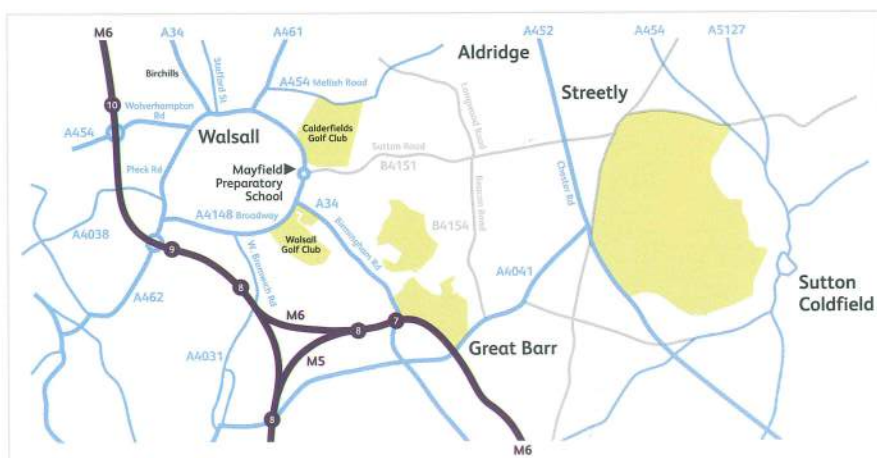 M6
A34
A461
A452
A454
A5127
Aldridge
Birchills
Stafford St
A454 Mellish Road
Streetly
10
Wolverhampton
Rd
A454
Walsall
Calderfields
Golf Club
Longwood Road
Sutton Road
B4151
Pleck Rd
Mayfield
Preparatory
School
A34
Chester Rd
Beacon Road
A4148 Broadway
B4154
A4038
Walsall
Golf Club
Birmingham Rd
9
W. Bromwich Rd
A4041
Sutton
Coldfield
8
A462
M6
8
7
Great Barr
M5
A4031
8
M6